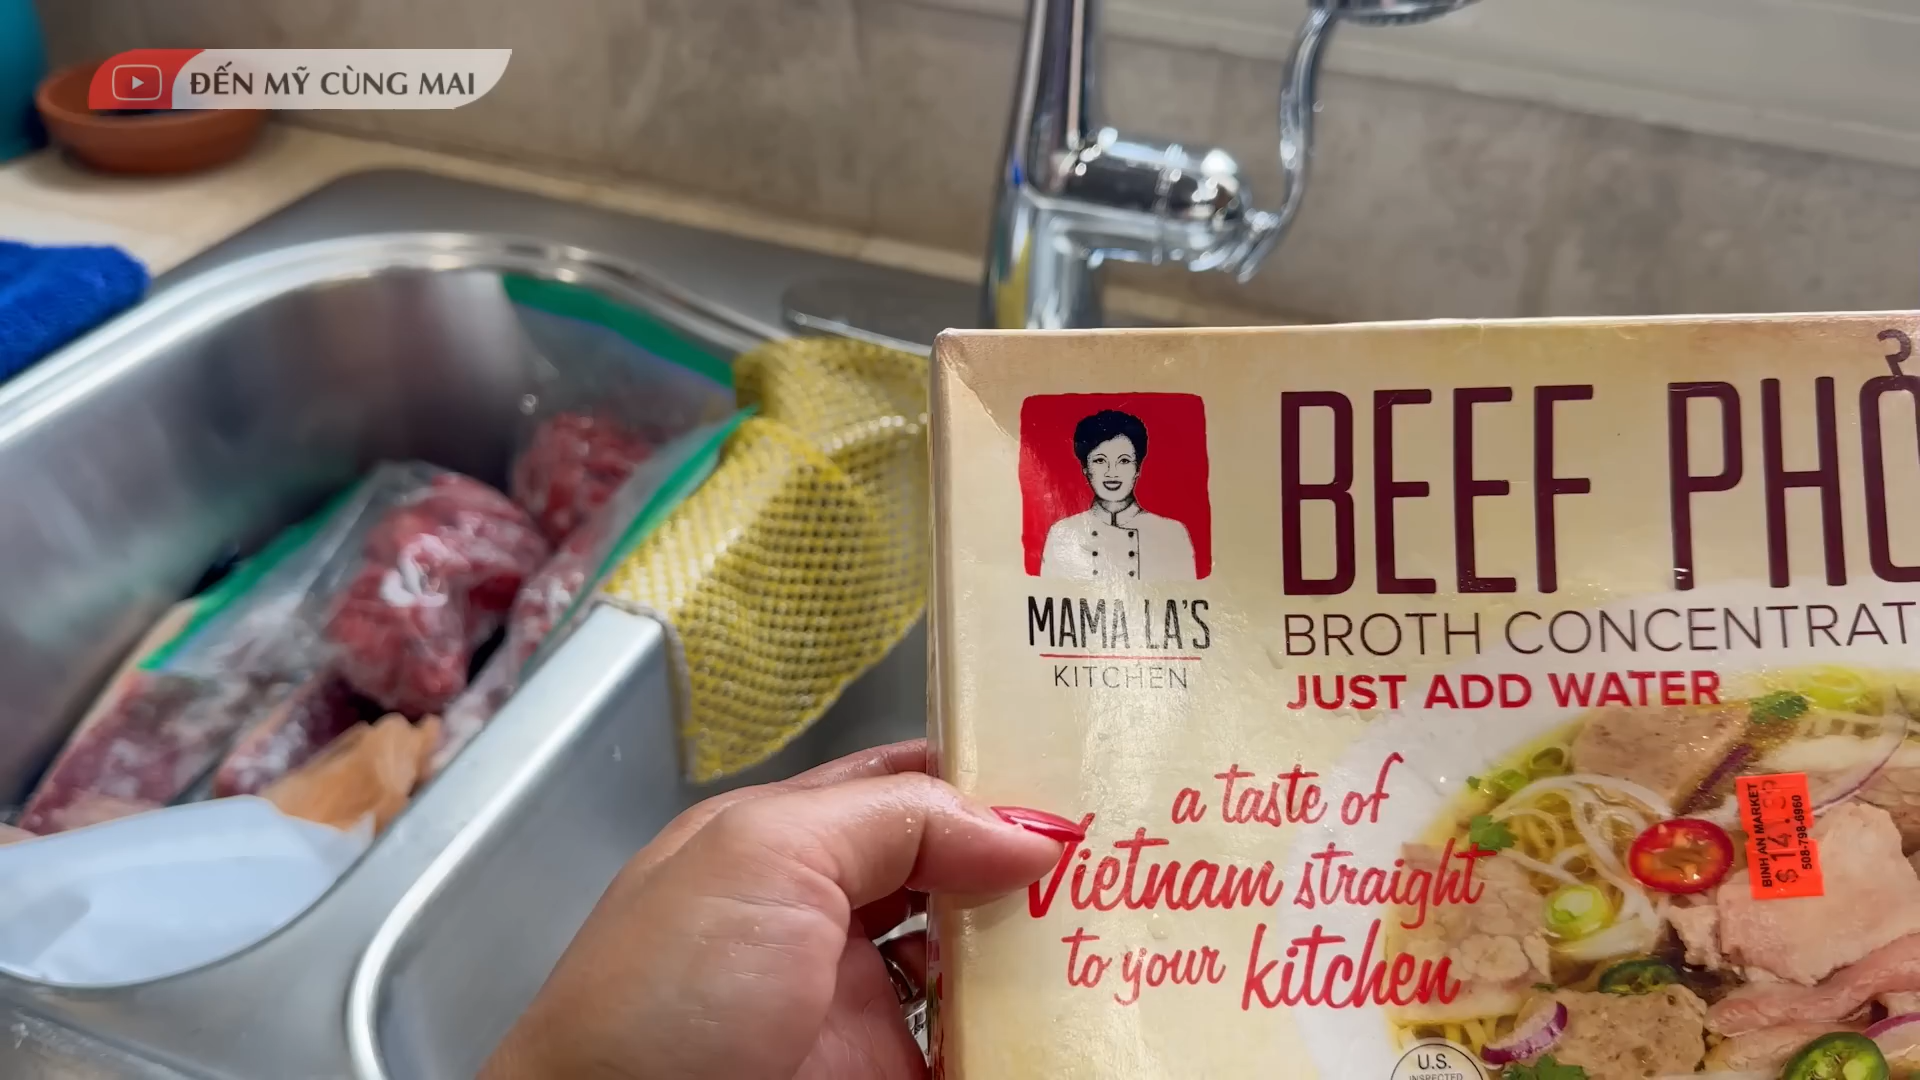 ĐẾN MỸ CÙNG MAI
BEEF PHỞ
BROTH CONCENTRAT
JUST ADD WATER
MAMA LA'S
KITCHEN
a taste of
Vietnam straight
to your kitchen
BINH AN MARKET
508-798-6960
U.S.
INSPECTED